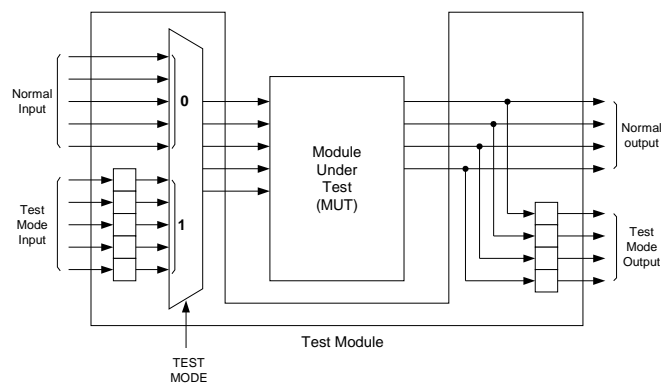 Normal
Input
0
Module
Under
Test
(MUT)
Normal
output
Test
Mode
Input
1
Test
Mode
Output
Test Module
TEST
MODE